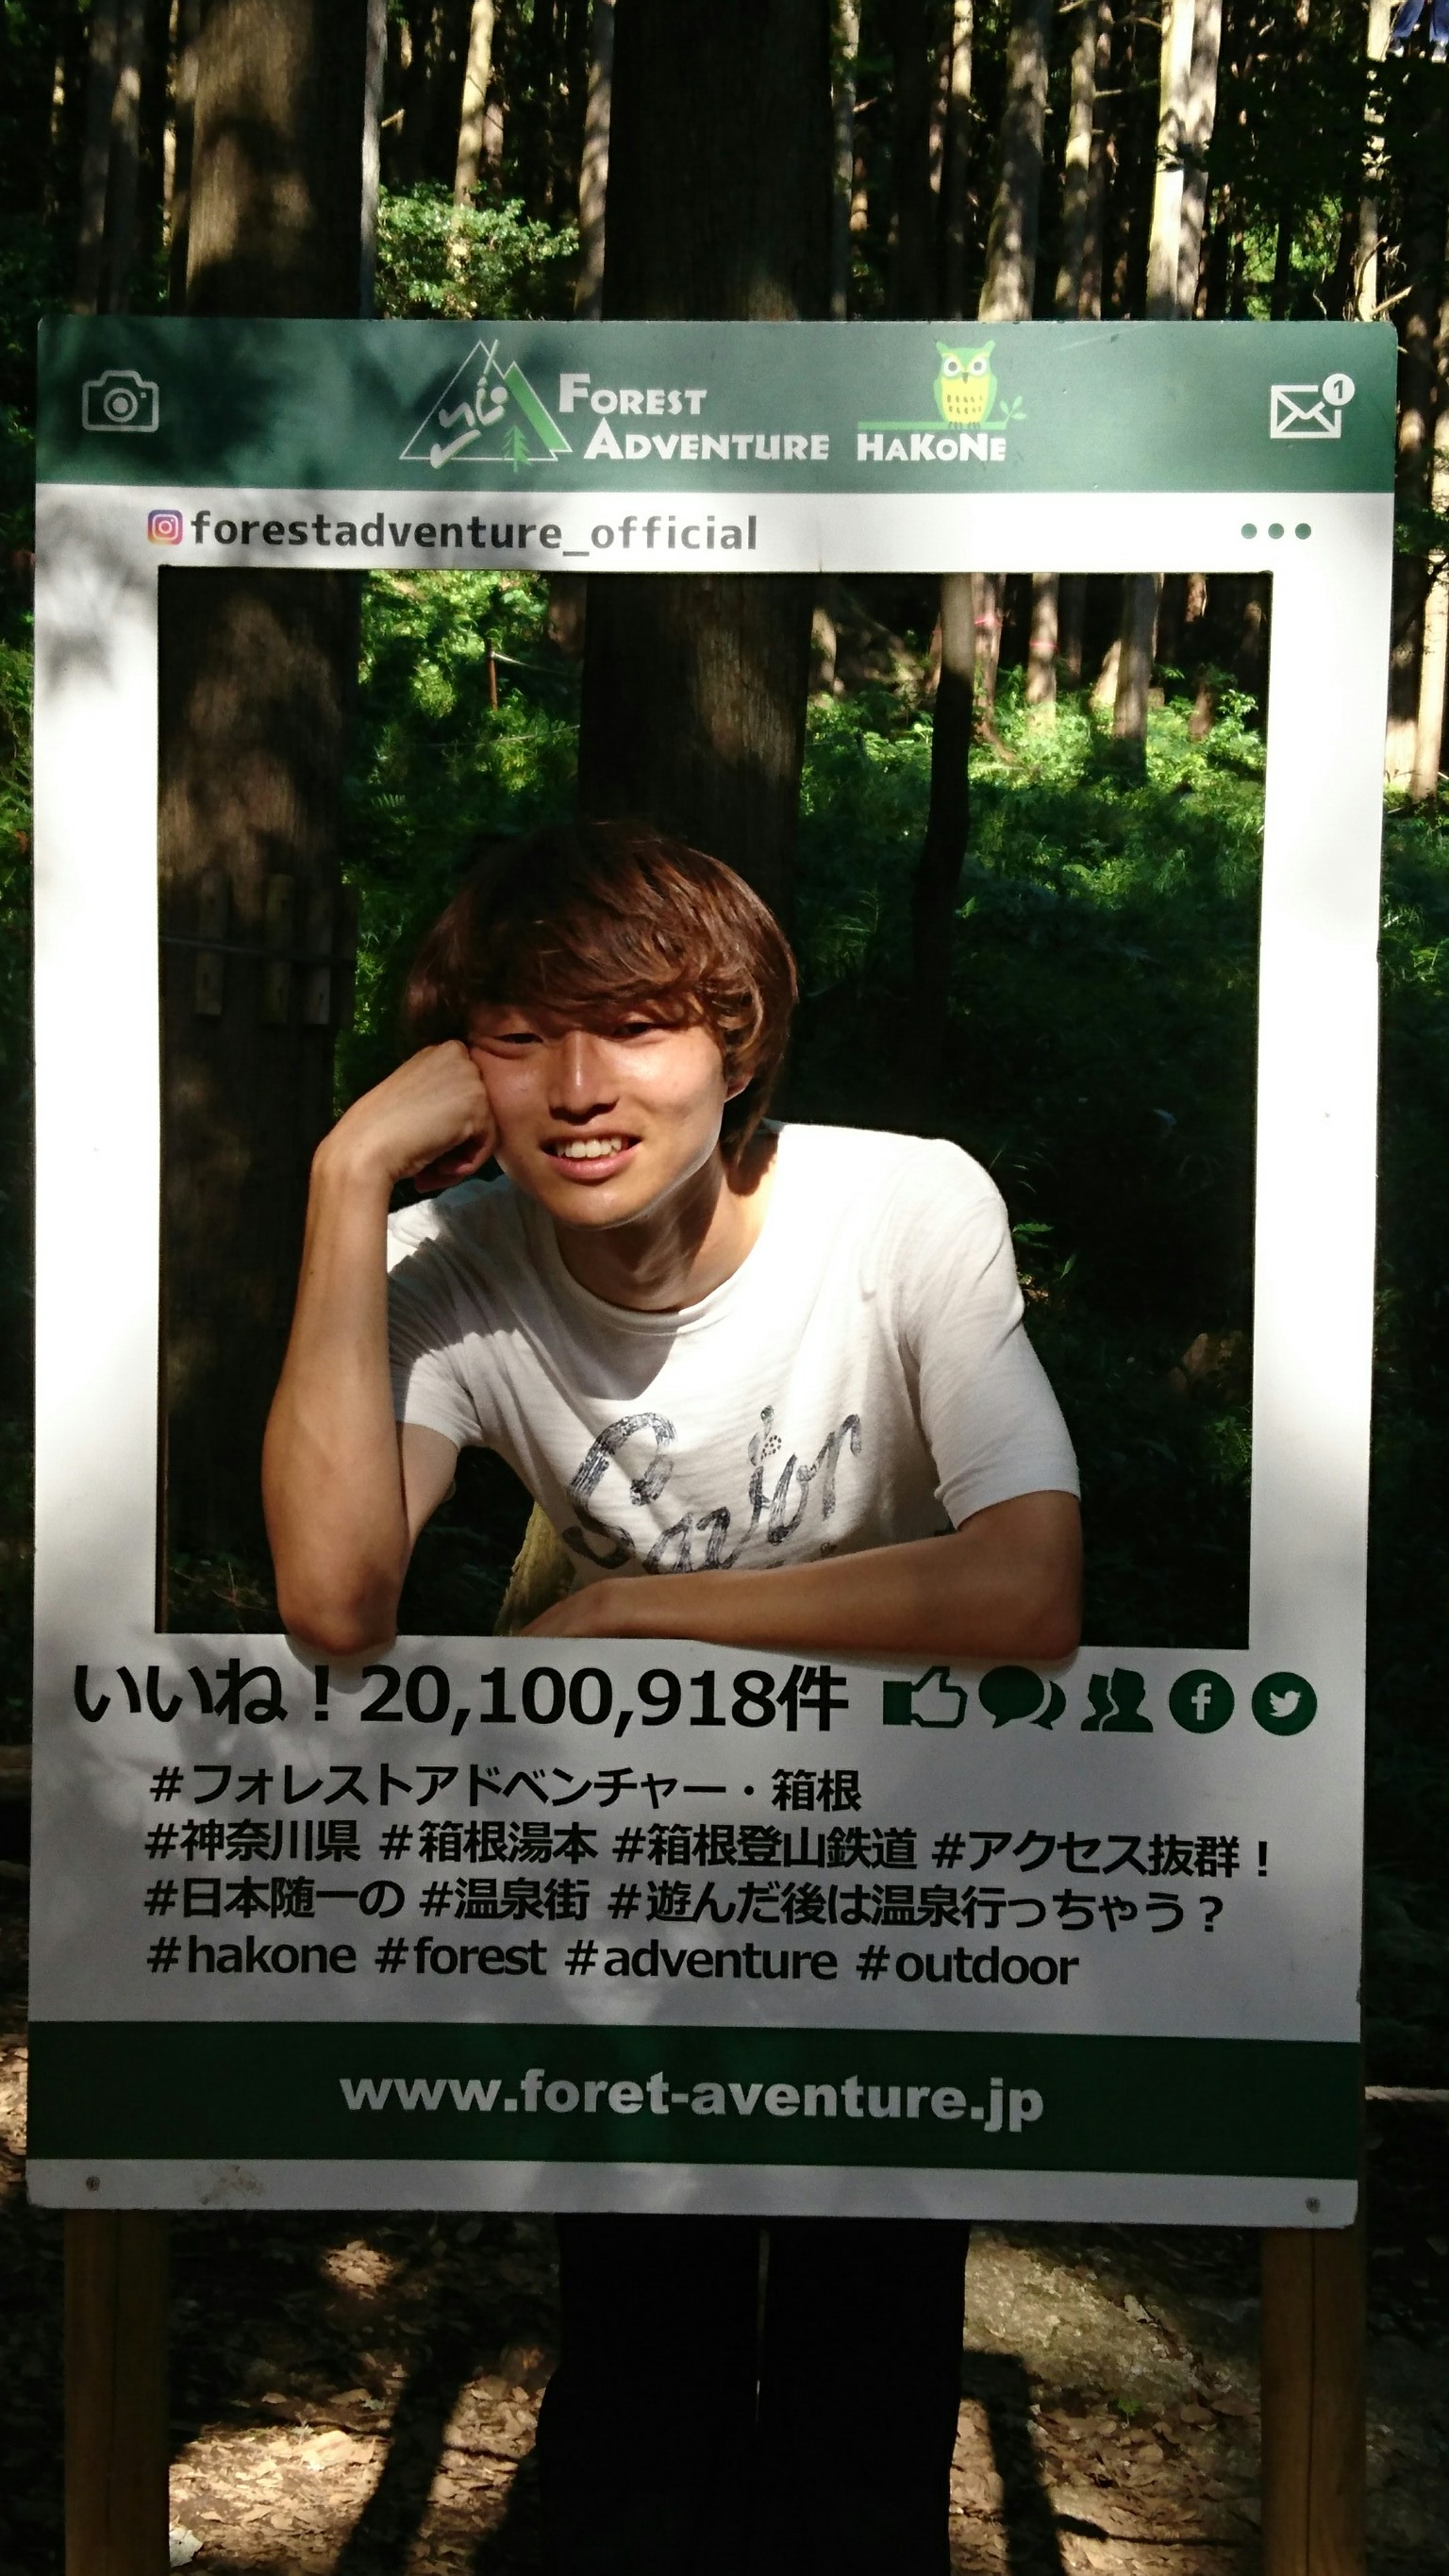 FOREST
ADVENTURE
HAKONE
1
forestadventure_official
Savior
いいね！20,100,918件
#フォレストアドベンチャー・箱根
#神奈川県 #箱根湯本 #箱根登山鉄道 #アクセス抜群！
#日本随一の #温泉街 #遊んだ後は温泉行っちゃう？
#hakone #forest #adventure #outdoor
www.foret-aventure.jp